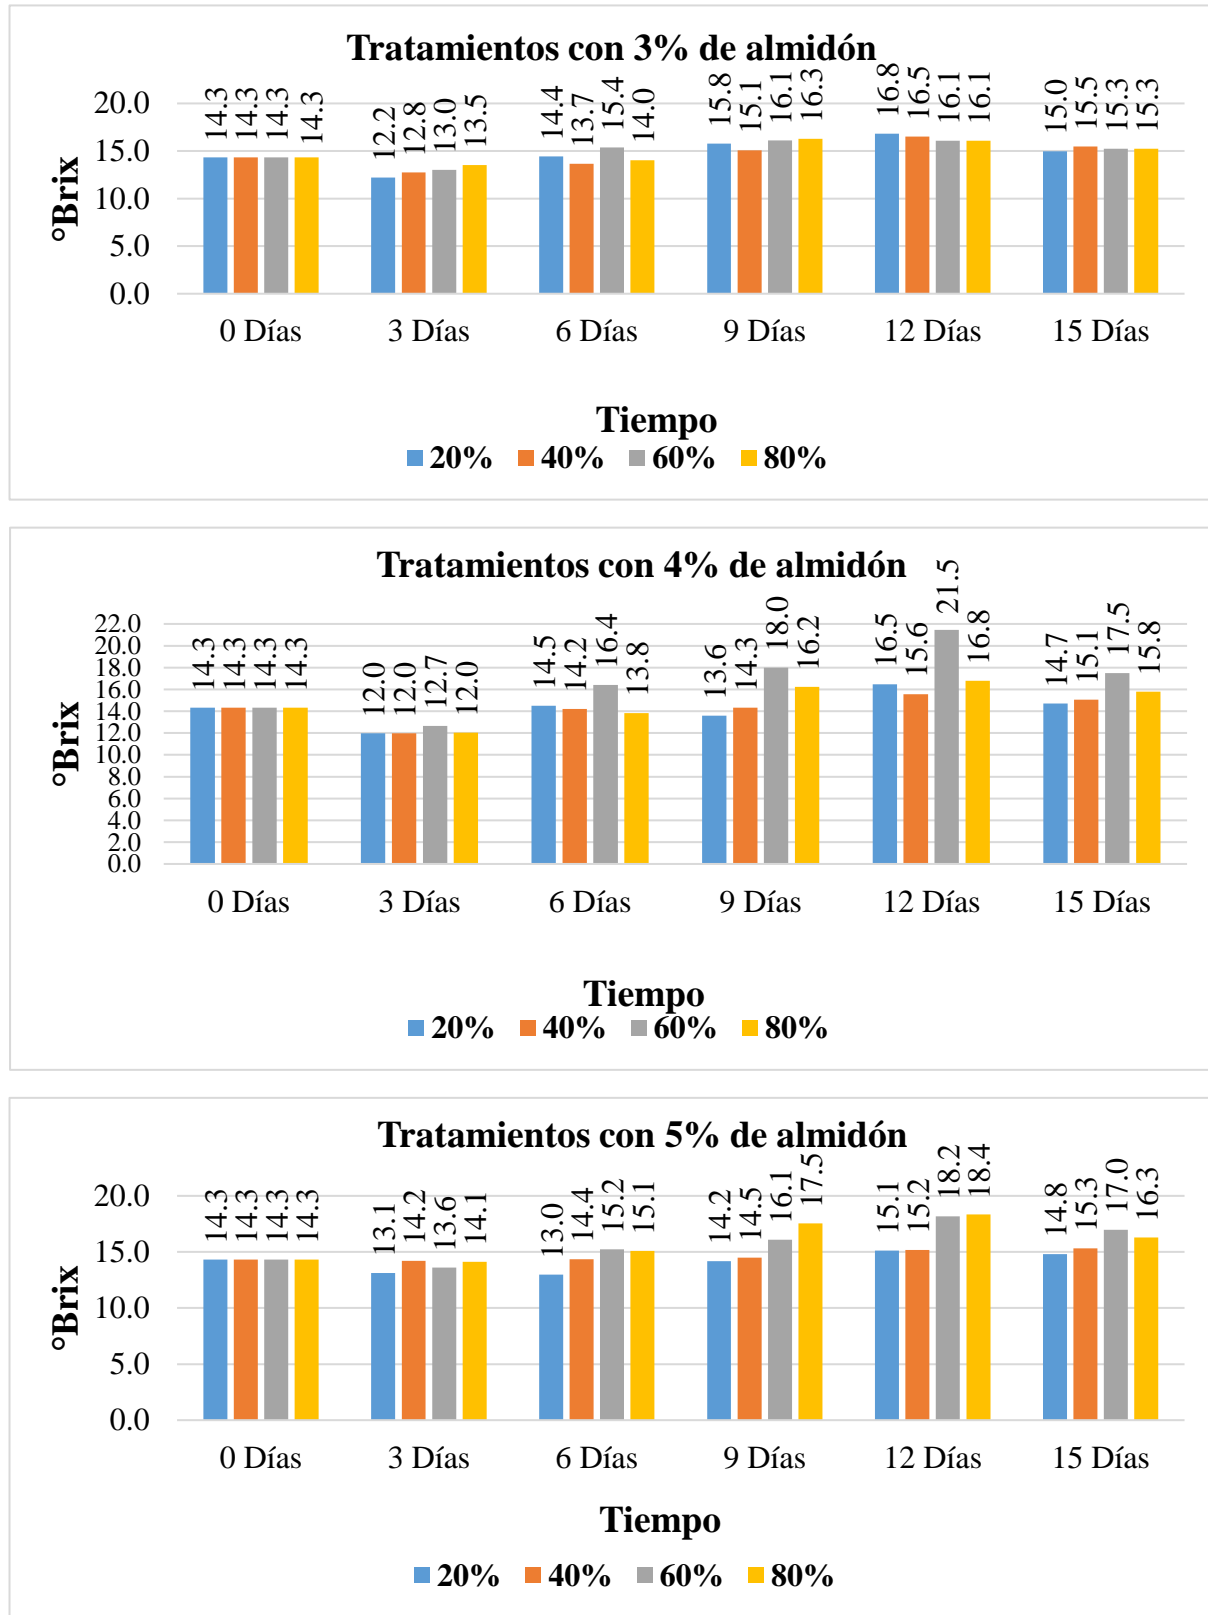 Tratamientos con 3% de almidón
14.3 14.3 14.3 14.3 12.2 12.8 13.0 13.5 14.4 13.7 15.4 14.0 15.8 15.1 16.1 16.3 16.8 16.5 16.1 16.1 15.0 15.5 15.3 15.3
20.0
15.0
10.0
5.0
0.0
°Brix
0 Días 3 Días 6 Días 9 Días 12 Días 15 Días
Tiempo
20% 40% 60% 80%
Tratamientos con 4% de almidón
14.3 14.3 14.3 14.3 12.0 12.0 12.7 12.0 14.5 14.2 16.4 13.8 13.6 14.3 18.0 16.2 16.5 15.6 21.5 16.8 14.7 15.1 17.5 15.8
22.0
20.0
18.0
16.0
14.0
12.0
10.0
8.0
6.0
4.0
2.0
0.0
°Brix
0 Días 3 Días 6 Días 9 Días 12 Días 15 Días
Tiempo
20% 40% 60% 80%
Tratamientos con 5% de almidón
14.3 14.3 14.3 14.3 13.1 14.2 13.6 14.1 13.0 14.4 15.2 15.1 14.2 14.5 16.1 17.5 15.1 15.2 18.2 18.4 14.8 15.3 17.0 16.3
20.0
15.0
10.0
5.0
0.0
°Brix
0 Días 3 Días 6 Días 9 Días 12 Días 15 Días
Tiempo
20% 40% 60% 80%